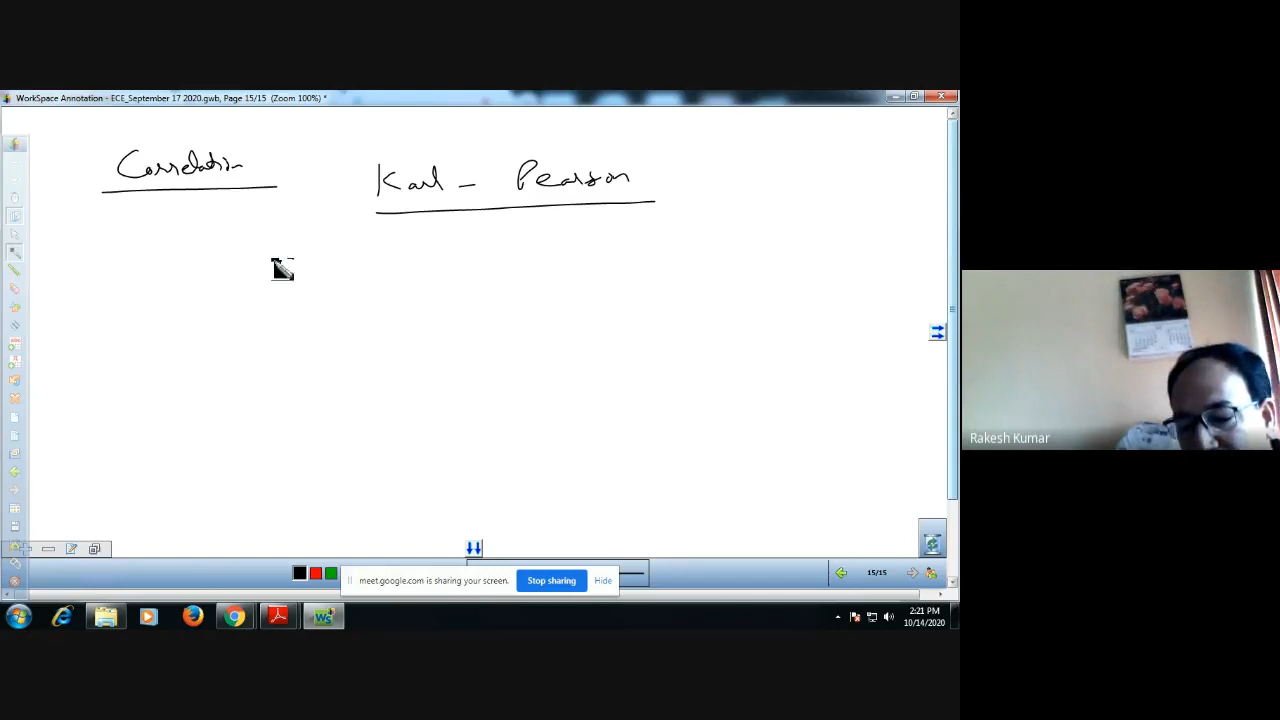 WorkSpace Annotation - ECE_September 17 2020.gwb, Page 15/15 (Zoom 100%) *
Correlation
Karl - Pearson
Rakesh Kumar
meet.google.com is sharing your screen. Stop sharing Hide
15/15
2:21 PM
10/14/2020